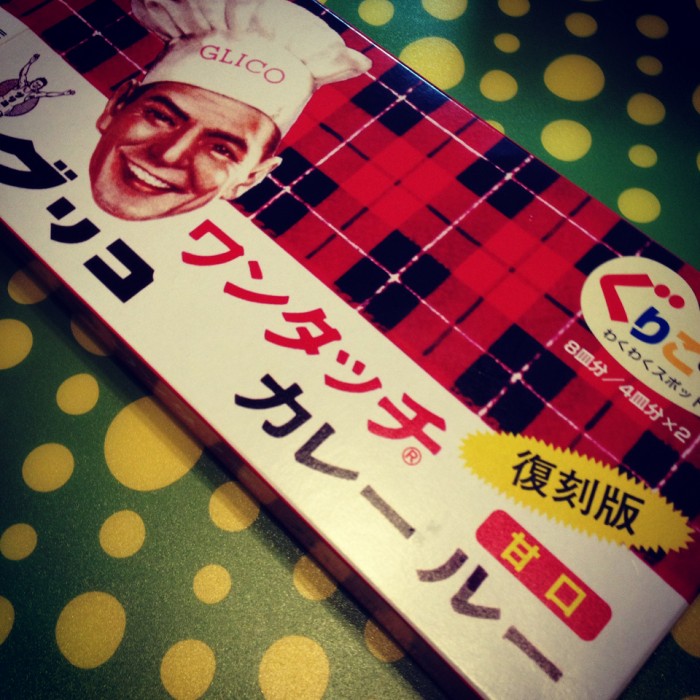 GLICO
グリコ
ワンタッチ®
カレールー
ぐりこ
わくわくスポット
8皿分/4皿分×2
復刻版
甘口